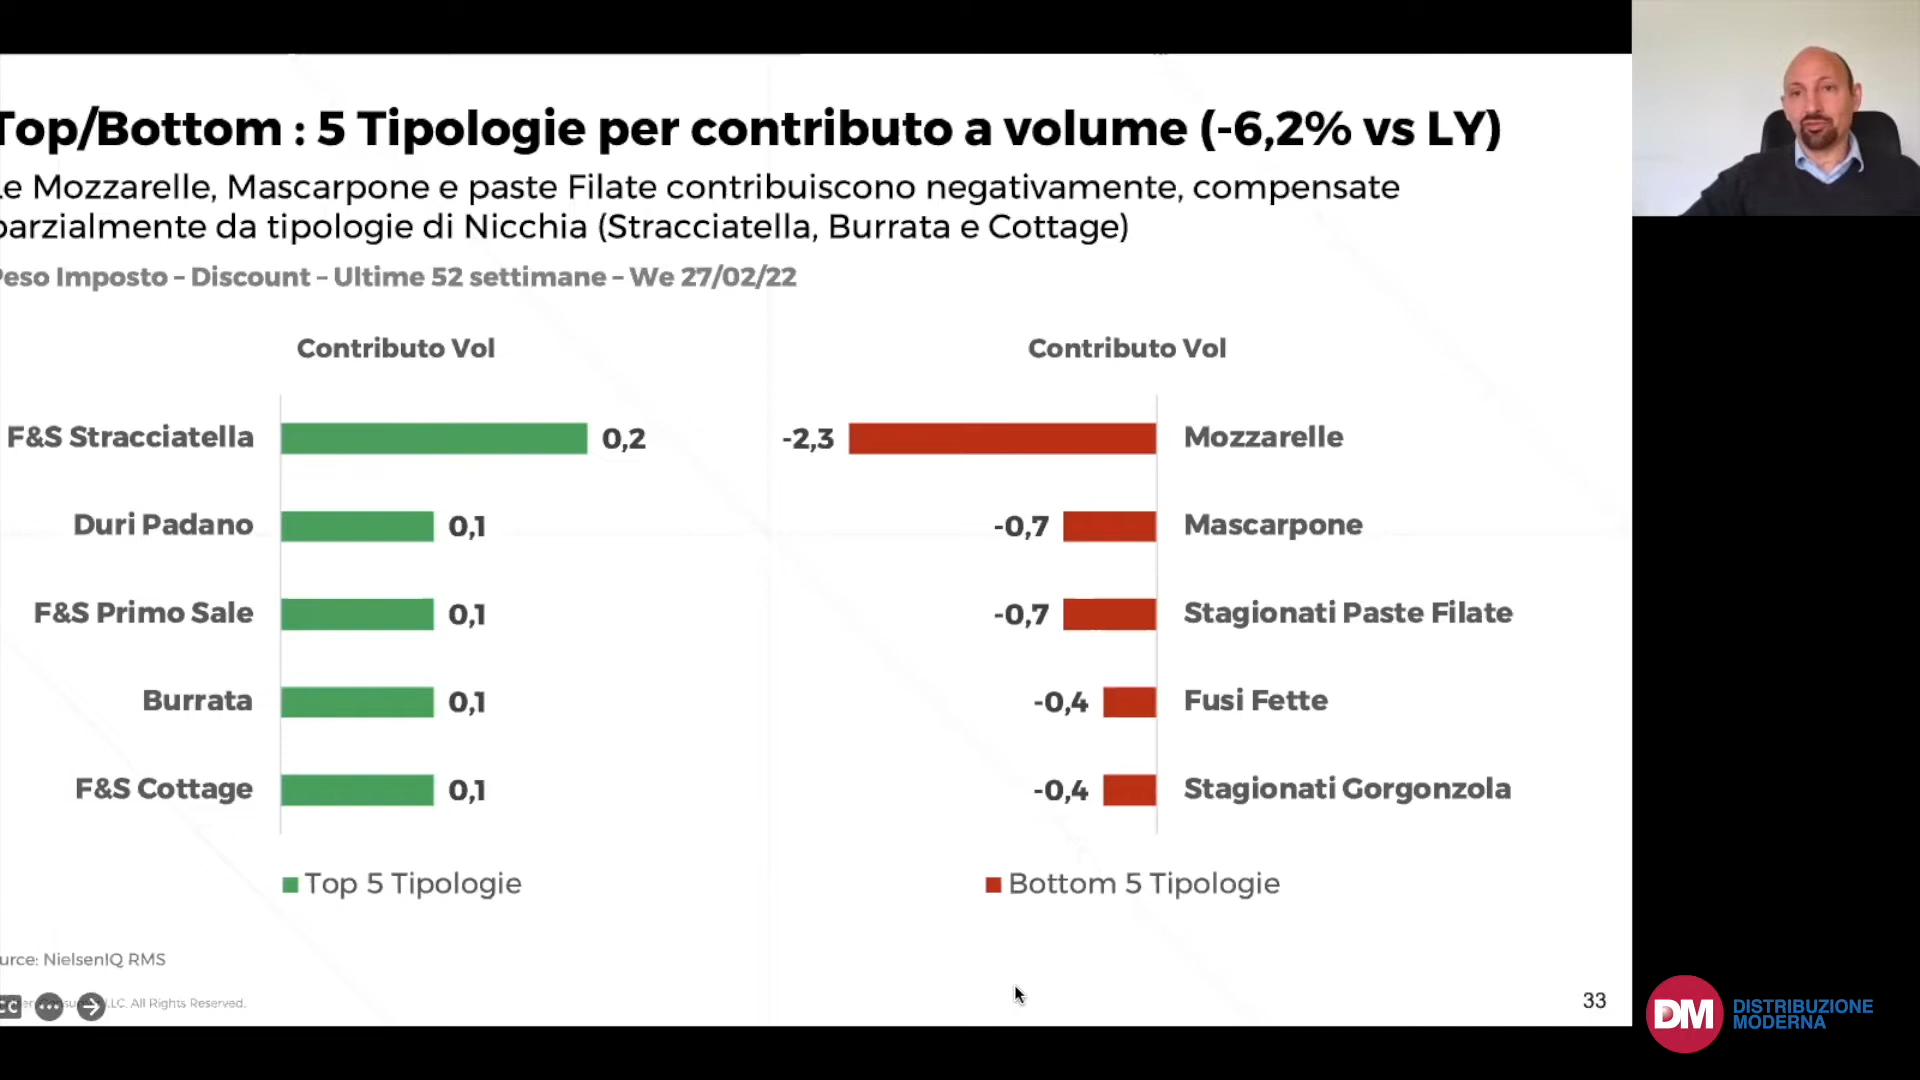 Top/Bottom : 5 Tipologie per contributo a volume (-6,2% vs LY)
e Mozzarelle, Mascarpone e paste Filate contribuiscono negativamente, compensate
parzialmente da tipologie di Nicchia (Stracciatella, Burrata e Cottage)
Peso Imposto – Discount – Ultime 52 settimane – We 27/02/22
Contributo Vol
F&S Stracciatella 0,2
Duri Padano 0,1
F&S Primo Sale 0,1
Burrata 0,1
F&S Cottage 0,1
Top 5 Tipologie
Contributo Vol
-2,3 Mozzarelle
-0,7 Mascarpone
-0,7 Stagionati Paste Filate
-0,4 Fusi Fette
-0,4 Stagionati Gorgonzola
Bottom 5 Tipologie
urce: NielsenIQ RMS
LLC. All Rights Reserved.
33
DM DISTRIBUZIONE
MODERNA